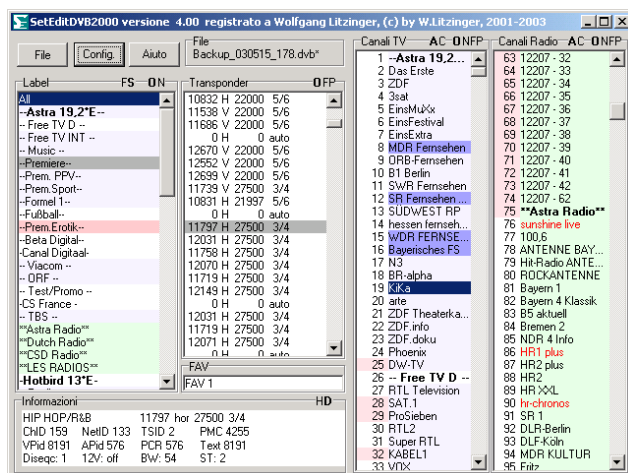 SetEditDVB2000 versione 4.00 registrato a Wolfgang Litzinger, (c) by W.Litzinger, 2001-2003
File
Config.
Aiuto
File
Backup_030515_178.dvb*
Label FS ON
All
--Astra 19,2°E--
-- Free TV D --
-- Free TV INT --
-- Music --
--Premiere--
--Prem. PPV--
--Prem.Sport--
--Formel 1--
--Fußball--
--Prem.Erotik--
--Beta Digital--
-Canal Digitaal-
-- Viacom --
-- ORF --
-- Test/Promo --
-CS France -
-- TBS --
**Astra Radio**
**Dutch Radio**
**CSD Radio**
**LES RADIOS**
-Hotbird 13°E-
Transponder OFP
10832 H 22000 5/6
11538 V 22000 5/6
11686 V 22000 5/6
0 H 0 auto
12670 V 22000 5/6
12552 V 22000 5/6
12699 V 22000 5/6
11739 V 27500 3/4
10831 H 21997 5/6
0 H 0 auto
11797 H 27500 3/4
12031 H 27500 3/4
11758 H 27500 3/4
12070 H 27500 3/4
11719 H 27500 3/4
12149 H 27500 3/4
0 H 0 auto
12031 H 27500 3/4
11719 H 27500 3/4
12071 H 27500 3/4
0 H 0 auto
FAV
FAV 1
Informazioni HD
HIP HOP/R&B 11797 hor 27500 3/4
ChID 159 NetID 133 TSID 2 PMC 4255
VPid 8191 APid 576 PCR 576 Text 8191
Diseqc: 1 12V: off BW: 54 ST: 2
Canali TV AC ONFP
1 --Astra 19,2...
2 Das Erste
3 ZDF
4 3sat
5 EinsMuXx
6 EinsFestival
7 EinsExtra
8 MDR Fernsehen
9 ORB-Fernsehen
10 B1 Berlin
11 SWR Fernsehen
12 SR Fernsehen ...
13 SÜDWEST RP
14 hessen fernseh...
15 WDR FERNSE...
16 Bayerisches FS
17 N3
18 BR-alpha
19 KiKa
20 arte
21 ZDF Theaterka...
22 ZDF.info
23 ZDF.doku
24 Phoenix
25 DW-TV
26 -- Free TV D --
27 RTL Television
28 SAT.1
29 ProSieben
30 RTL2
31 Super RTL
32 KABEL1
33 VOX
Canali Radio AC ONFP
63 12207 - 32
64 12207 - 33
65 12207 - 34
66 12207 - 35
67 12207 - 36
68 12207 - 37
69 12207 - 38
70 12207 - 39
71 12207 - 40
72 12207 - 41
73 12207 - 42
74 12207 - 62
75 **Astra Radio**
76 sunshine live
77 100,6
78 ANTENNE BAY...
79 Hit-Radio ANTE...
80 ROCKANTENNE
81 Bayern 1
82 Bayern 4 Klassik
83 B5 aktuell
84 Bremen 2
85 NDR 4 Info
86 HR1 plus
87 HR2 plus
88 HR2
89 HR XXL
90 hr-chronos
91 SR 1
92 DLR-Berlin
93 DLF-Köln
94 MDR KULTUR
95 Fritz